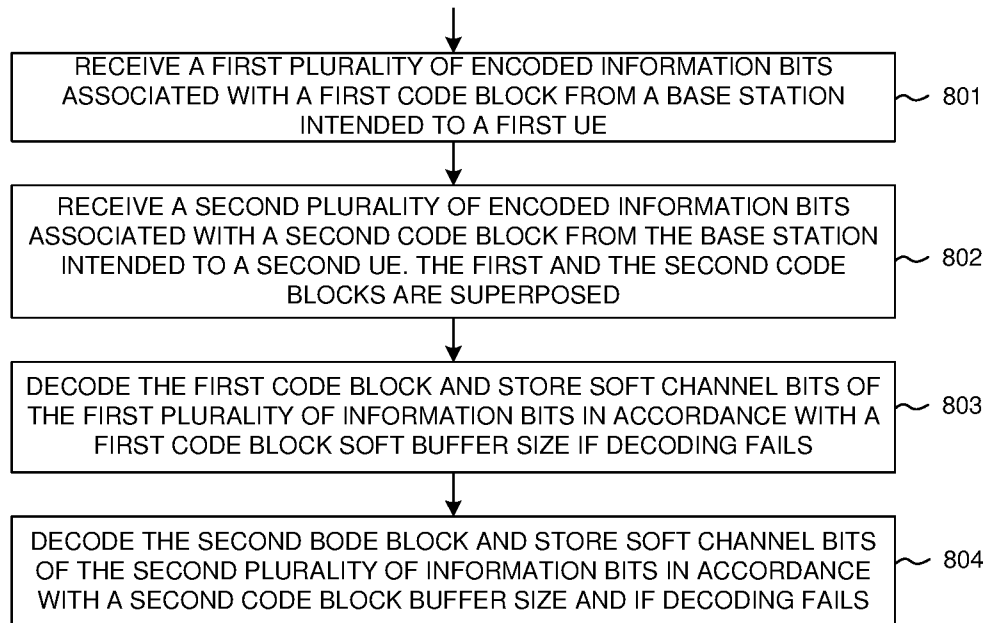 RECEIVE A FIRST PLURALITY OF ENCODED INFORMATION BITS
ASSOCIATED WITH A FIRST CODE BLOCK FROM A BASE STATION
INTENDED TO A FIRST UE
801
RECEIVE A SECOND PLURALITY OF ENCODED INFORMATION BITS
ASSOCIATED WITH A SECOND CODE BLOCK FROM THE BASE STATION
INTENDED TO A SECOND UE. THE FIRST AND THE SECOND CODE
BLOCKS ARE SUPERPOSED
802
DECODE THE FIRST CODE BLOCK AND STORE SOFT CHANNEL BITS OF
THE FIRST PLURALITY OF INFORMATION BITS IN ACCORDANCE WITH A
FIRST CODE BLOCK SOFT BUFFER SIZE IF DECODING FAILS
803
DECODE THE SECOND BODE BLOCK AND STORE SOFT CHANNEL BITS
OF THE SECOND PLURALITY OF INFORMATION BITS IN ACCORDANCE
WITH A SECOND CODE BLOCK BUFFER SIZE AND IF DECODING FAILS
804